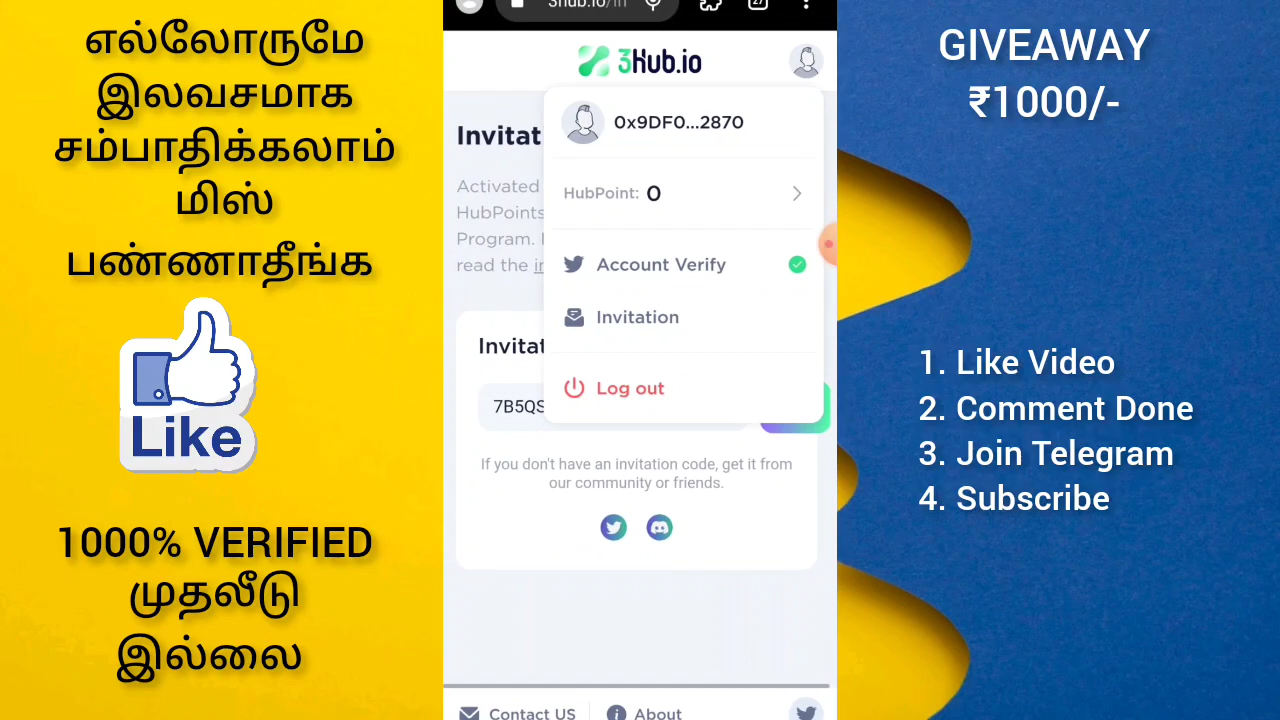 எல்லோருமே
இலவசமாக
சம்பாதிக்கலாம்
மிஸ்
பண்ணாதீங்க
Like
1000% VERIFIED
முதலீடு
இல்லை
27
3Hub.io
0x9DF0...2870
Invitat
Activated
HubPoint: 0
HubPoints
Program.
read the
Account Verify
Invitation
Invitat
Log out
7B5QS
If you don't have an invitation code, get it from
our community or friends.
Contact US
About
GIVEAWAY
₹1000/-
1. Like Video
2. Comment Done
3. Join Telegram
4. Subscribe